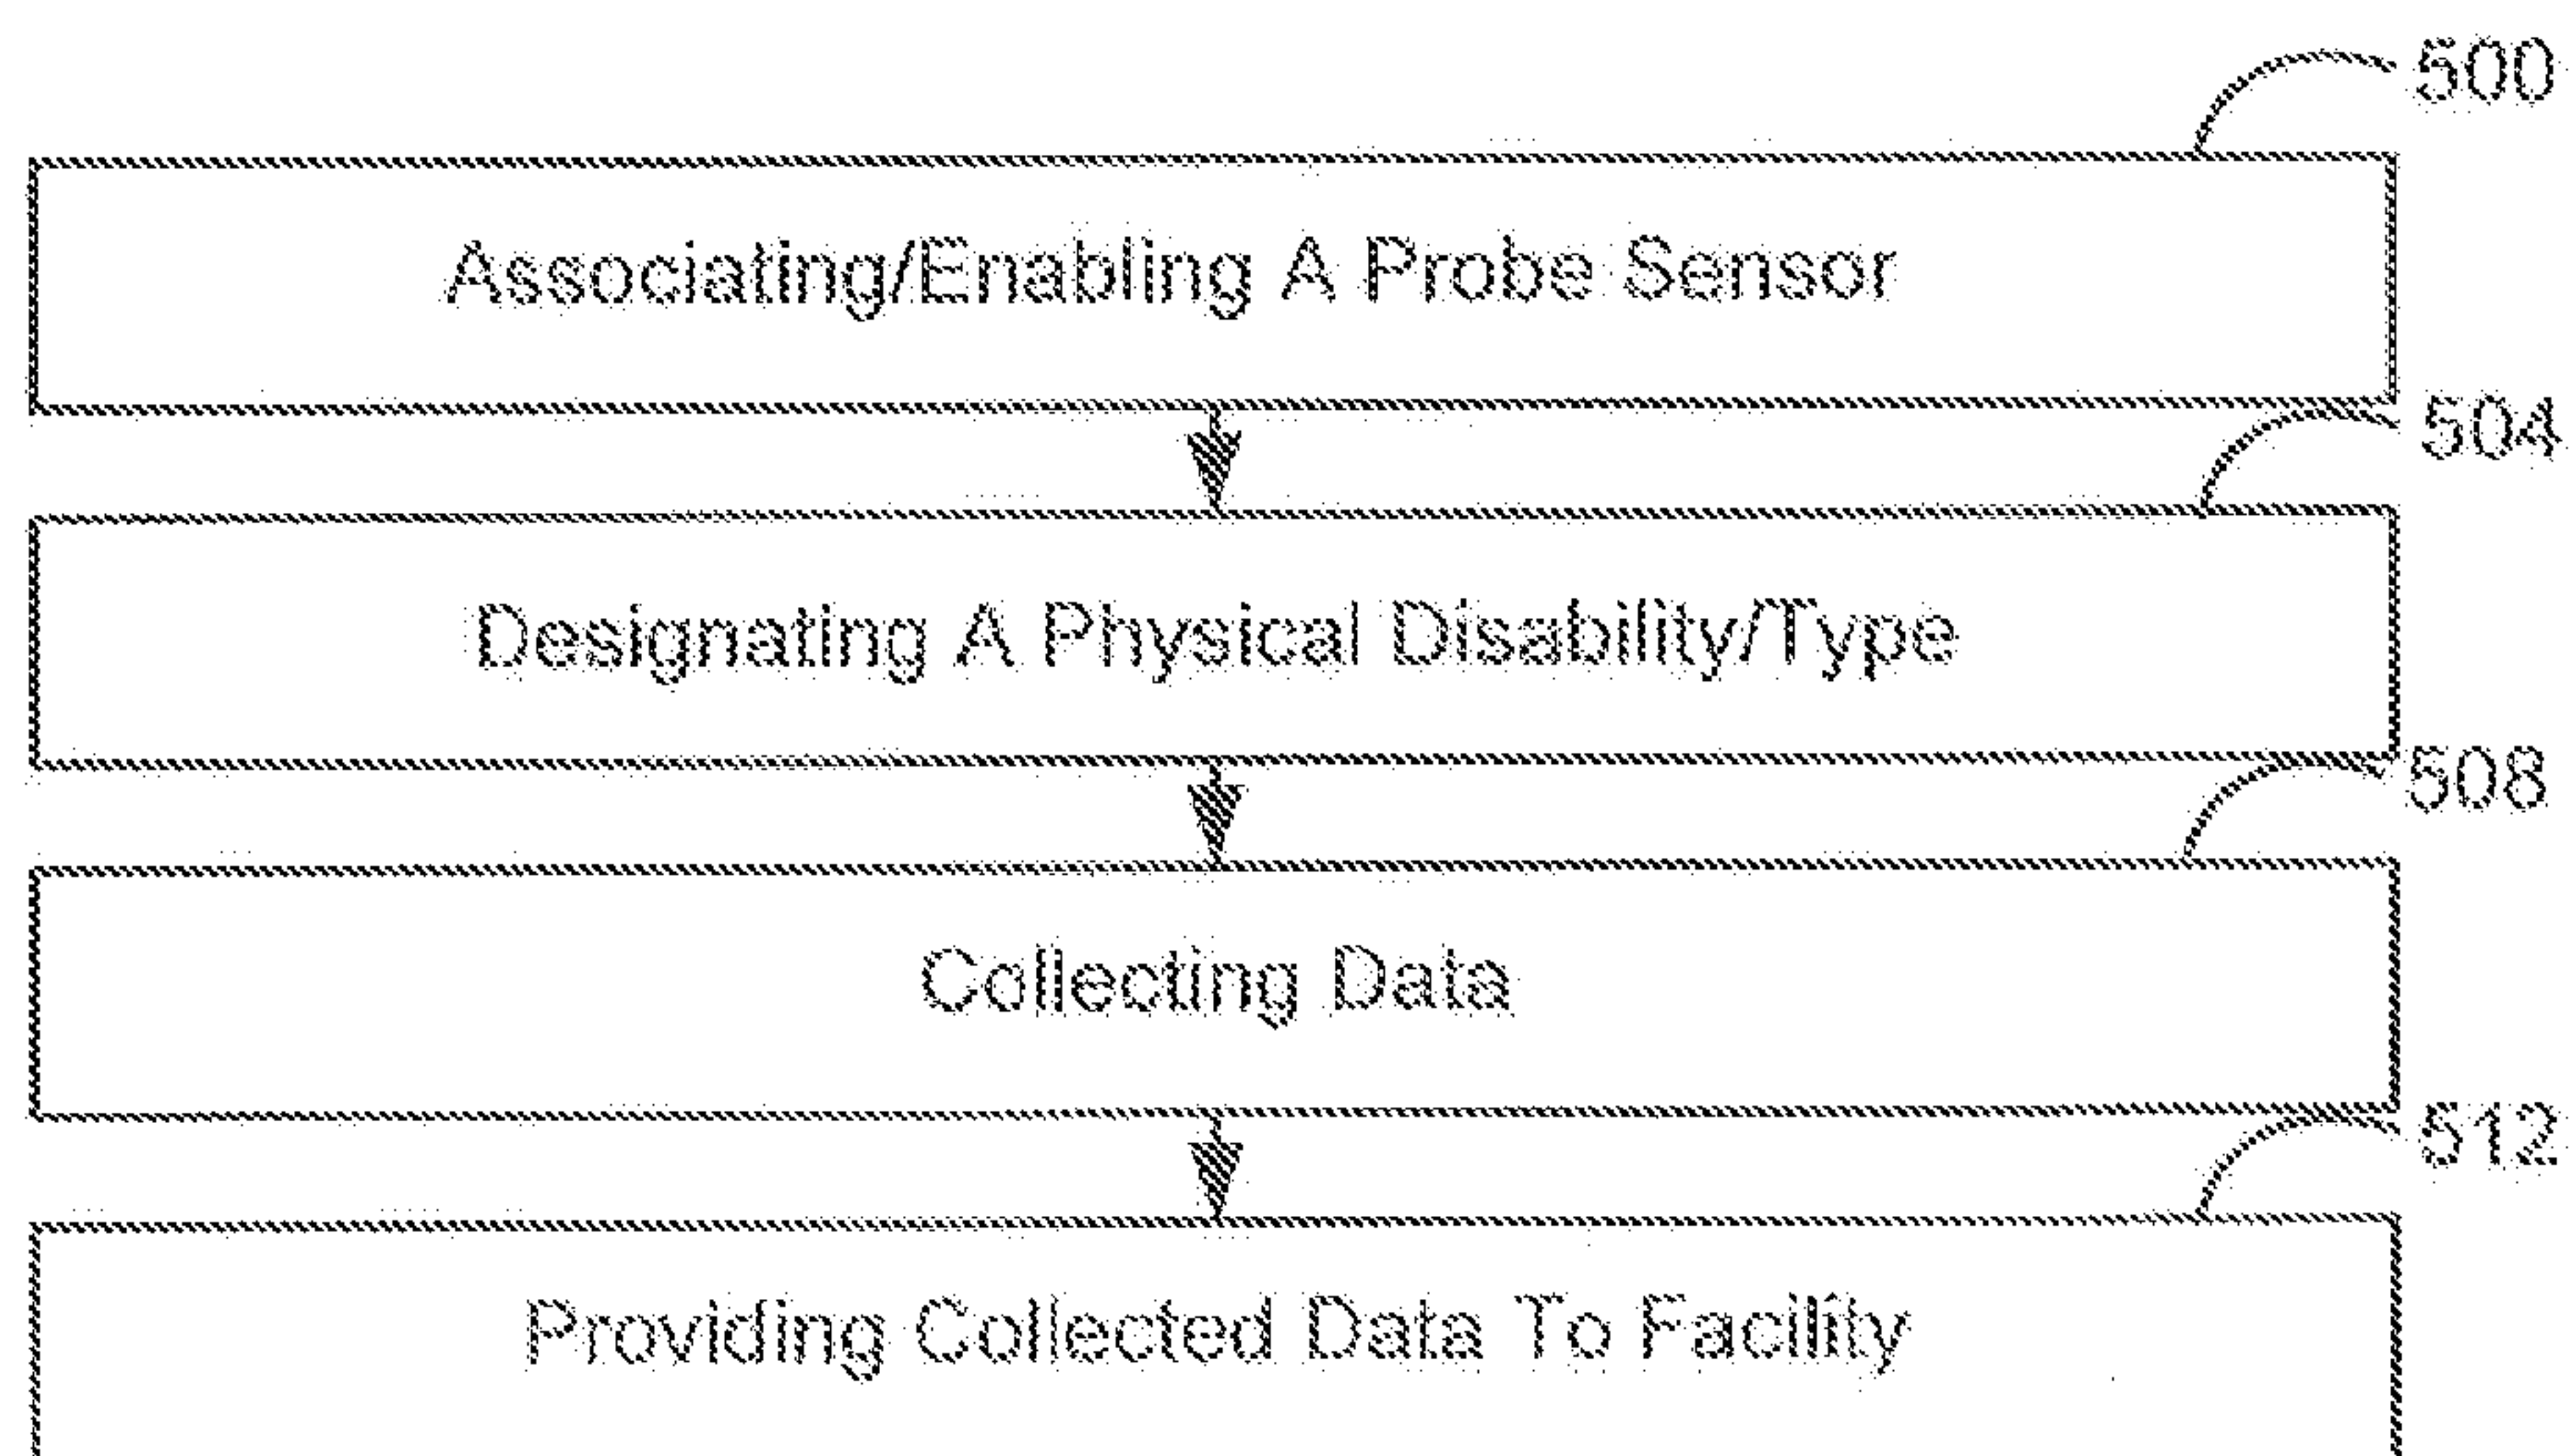 500
Associating/Enabling A Probe Sensor
504
Designating A Physical Disability/Type
508
Collecting Data
512
Providing Collected Data To Facility